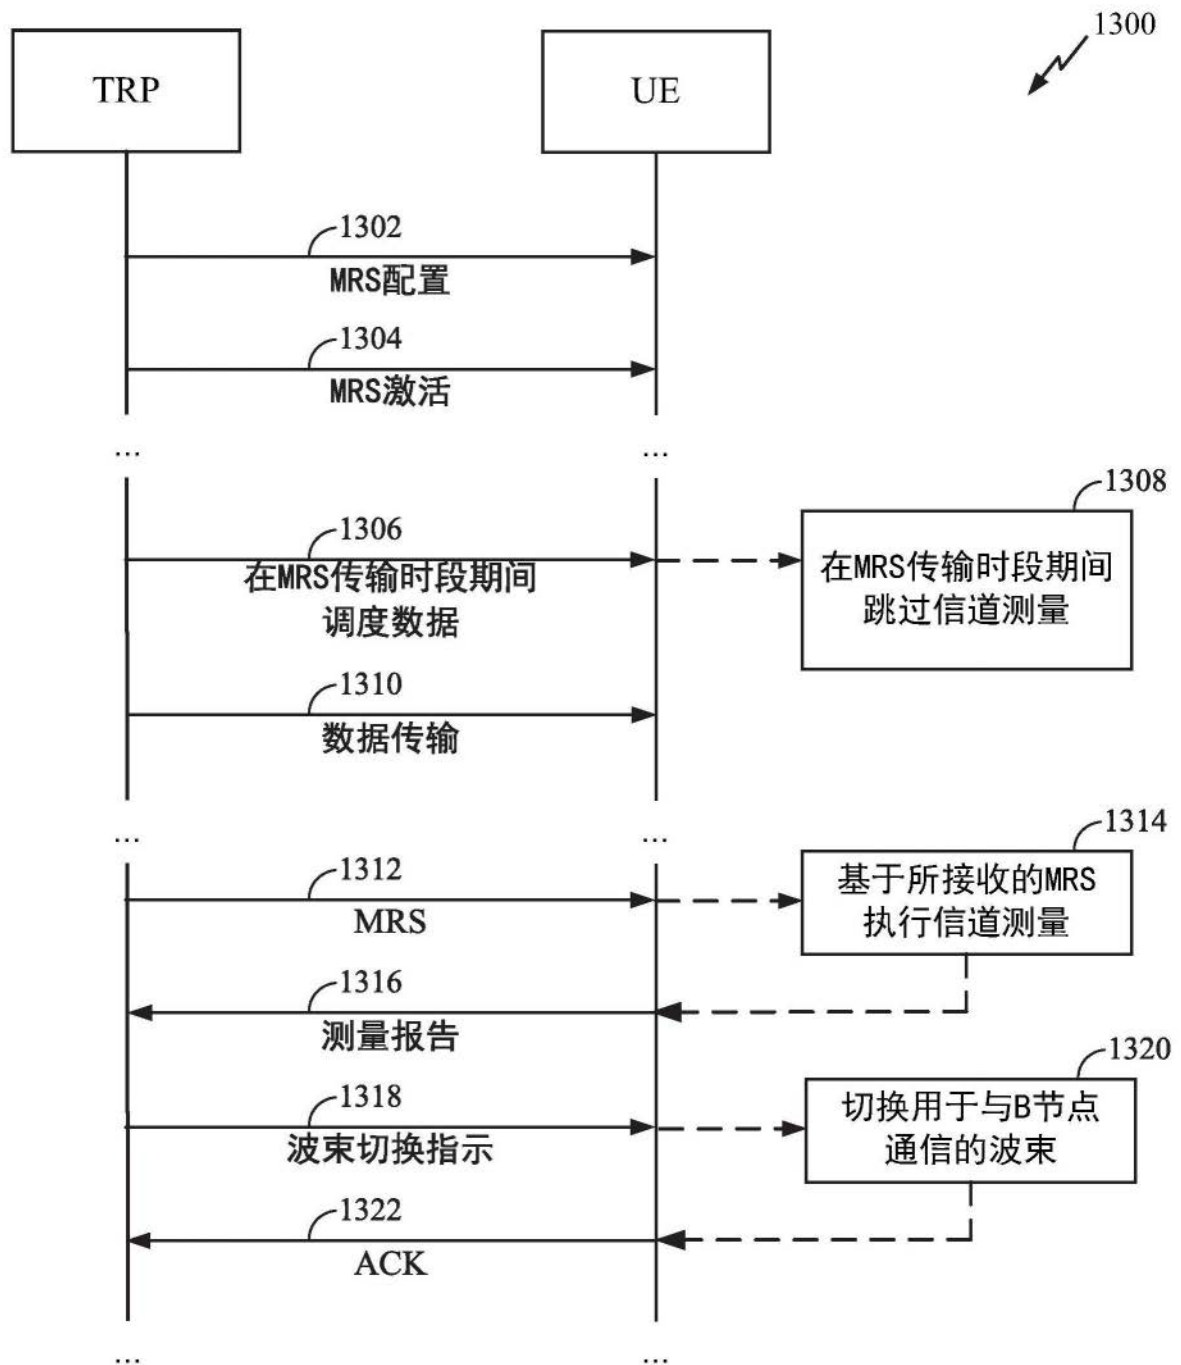 1300
TRP
UE
1302
MRS配置
1304
MRS激活
...
...
1306
在MRS传输时段期间
调度数据
1308
在MRS传输时段期间
跳过信道测量
1310
数据传输
...
...
1312
MRS
1314
基于所接收的MRS
执行信道测量
1316
测量报告
1318
波束切换指示
1320
切换用于与B节点
通信的波束
1322
ACK
...
...